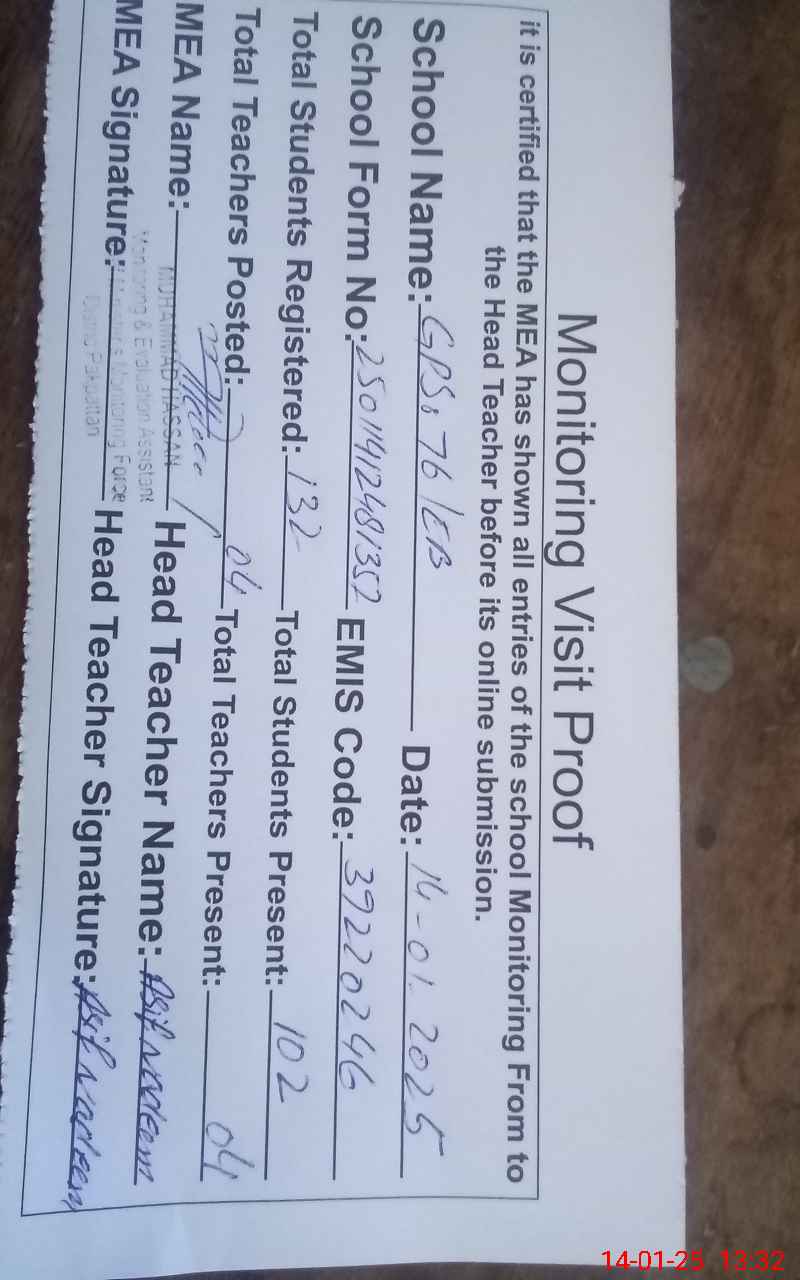 Monitoring Visit Proof
it is certified that the MEA has shown all entries of the school Monitoring From to
the Head Teacher before its online submission.
School Name: GPS. 76/EB Date: 14-01-2025
School Form No: 25011412481352 EMIS Code: 39220246
Total Students Registered: 132 Total Students Present: 102
Total Teachers Posted: 04 Total Teachers Present: 04
MEA Name: MUHAMMAD HASSAN Head Teacher Name: Asif nadeem
Monitoring & Evaluation Assistant
MEA Signature: Monitoring Force Head Teacher Signature: Asif nadeem
District Pakpattan
14-01-25 13:32